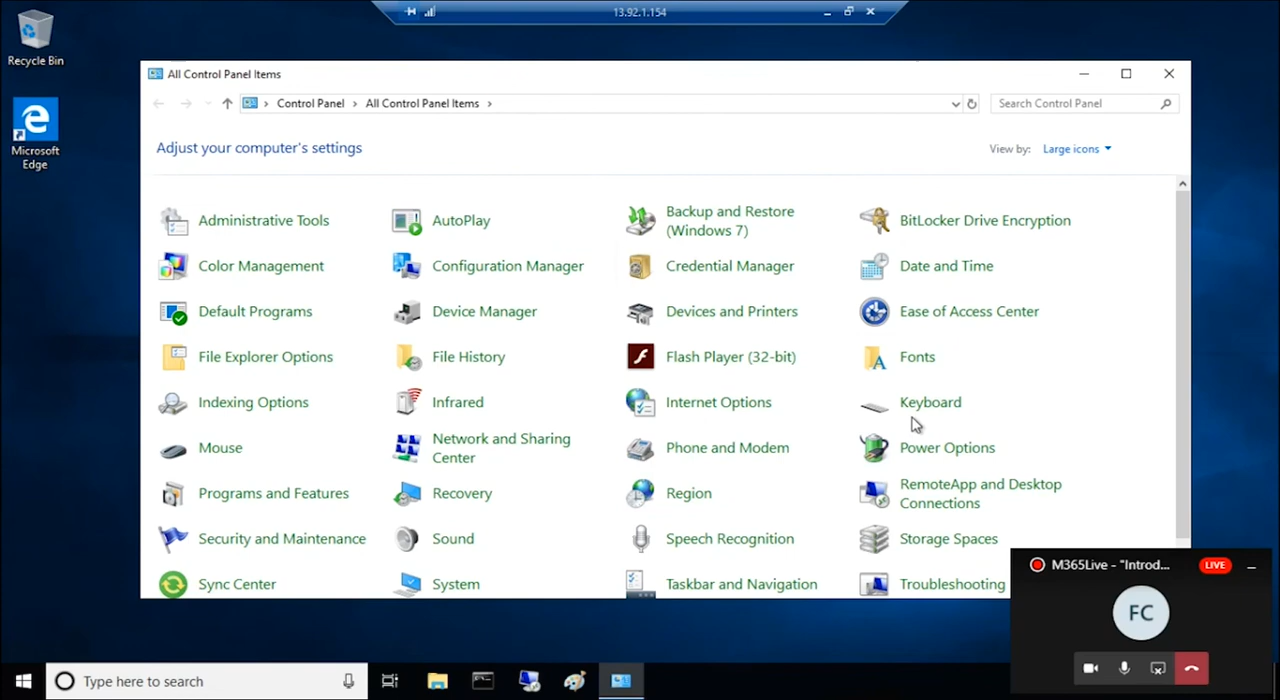 13.92.1.154
Recycle Bin
Microsoft
Edge
All Control Panel Items
Control Panel > All Control Panel Items >
Search Control Panel
Adjust your computer's settings
View by: Large icons
Administrative Tools
AutoPlay
Backup and Restore
(Windows 7)
BitLocker Drive Encryption
Color Management
Configuration Manager
Credential Manager
Date and Time
Default Programs
Device Manager
Devices and Printers
Ease of Access Center
File Explorer Options
File History
Flash Player (32-bit)
Fonts
Indexing Options
Infrared
Internet Options
Keyboard
Mouse
Network and Sharing
Center
Phone and Modem
Power Options
Programs and Features
Recovery
Region
RemoteApp and Desktop
Connections
Security and Maintenance
Sound
Speech Recognition
Storage Spaces
Sync Center
System
Taskbar and Navigation
Troubleshooting
M365Live - "Introd...
LIVE
FC
Type here to search